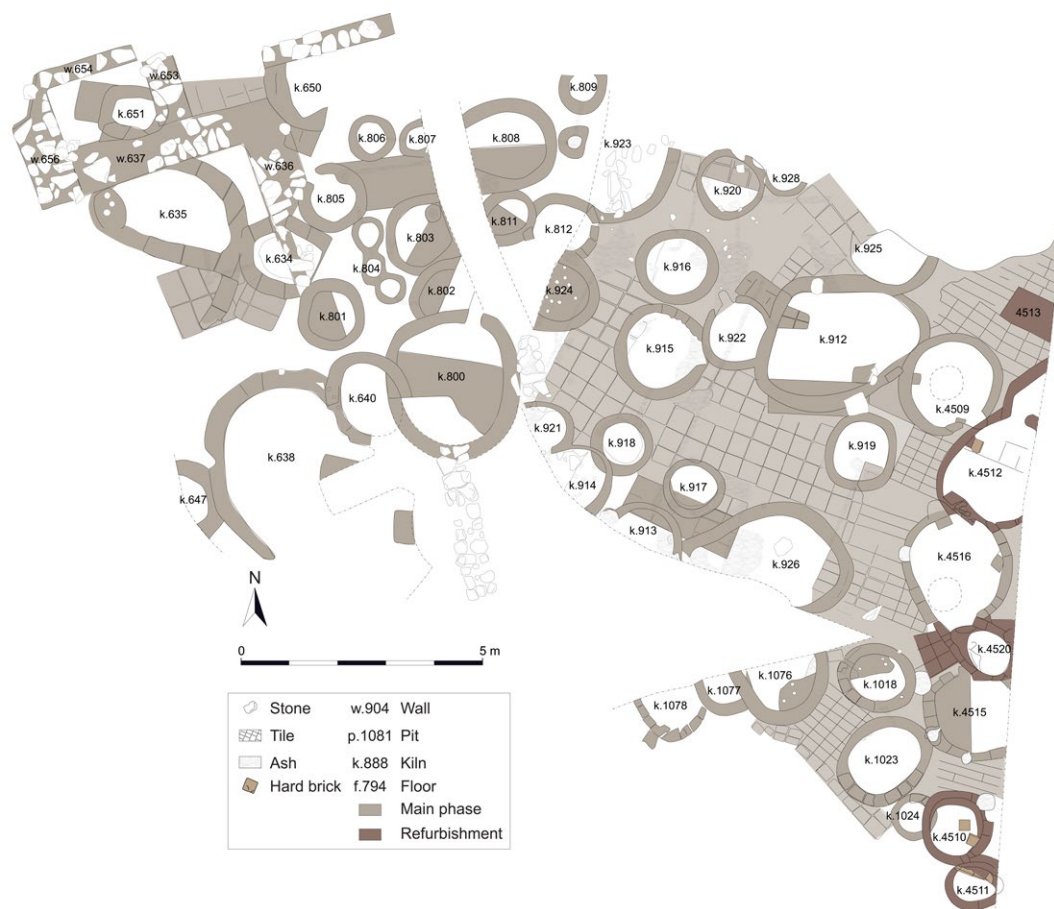 w.654
w.653
k.650
k.651
k.809
w.656
w.637
w.636
k.806
k.807
k.808
k.923
k.920
k.928
k.635
k.805
k.811
k.812
k.925
k.634
k.803
k.804
k.916
k.802
k.924
k.801
4513
k.915
k.922
k.912
k.800
k.640
k.4509
k.921
k.918
k.919
k.638
k.4512
k.647
k.914
k.917
k.913
k.4516
k.926
N
0 5 m
k.4520
k.1076
k.1018
k.1077
k.1078
k.4515
k.1023
k.1024
k.4510
k.4511
Stone w.904 Wall
Tile p.1081 Pit
Ash k.888 Kiln
Hard brick f.794 Floor
Main phase
Refurbishment